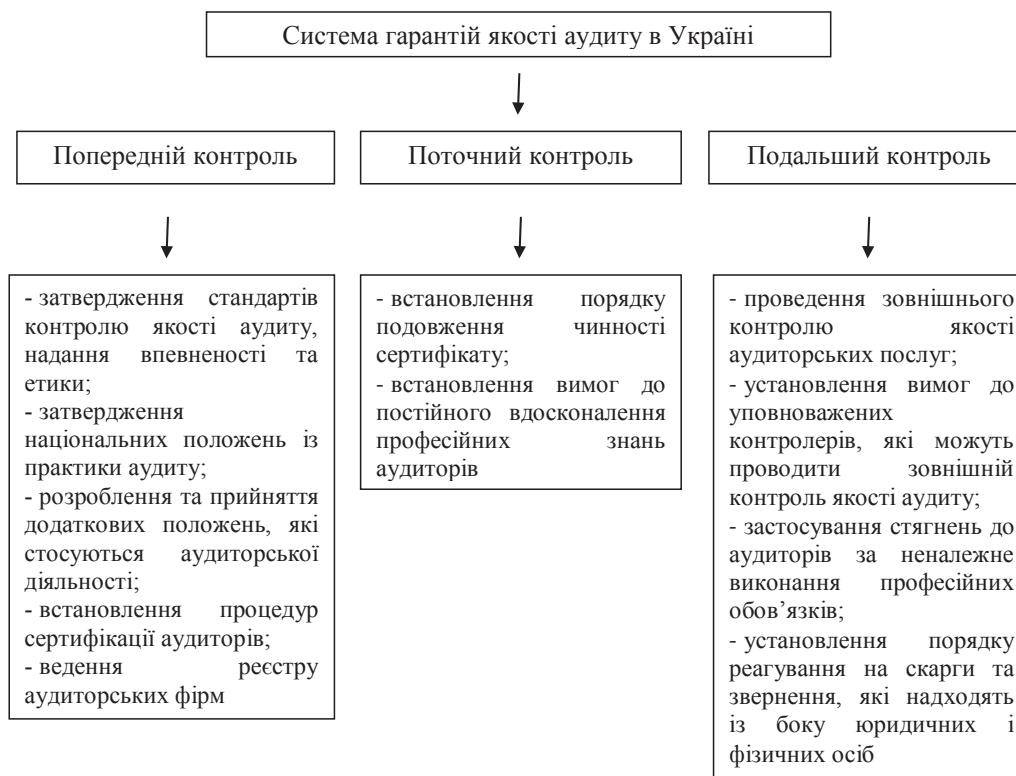 Система гарантій якості аудиту в Україні
Попередній контроль
Поточний контроль
Подальший контроль
- затвердження стандартів
контролю якості аудиту,
надання впевненості та
етики;
- затвердження
національних положень із
практики аудиту;
- розроблення та прийняття
додаткових положень, які
стосуються аудиторської
діяльності;
- встановлення процедур
сертифікації аудиторів;
- ведення реєстру
аудиторських фірм
- встановлення порядку
подовження чинності
сертифікату;
- встановлення вимог до
постійного вдосконалення
професійних знань
аудиторів
- проведення зовнішнього
контролю якості
аудиторських послуг;
- установлення вимог до
уповноважених
контролерів, які можуть
проводити зовнішній
контроль якості аудиту;
- застосування стягнень до
аудиторів за неналежне
виконання професійних
обов’язків;
- установлення порядку
реагування на скарги та
звернення, які надходять
із боку юридичних і
фізичних осіб